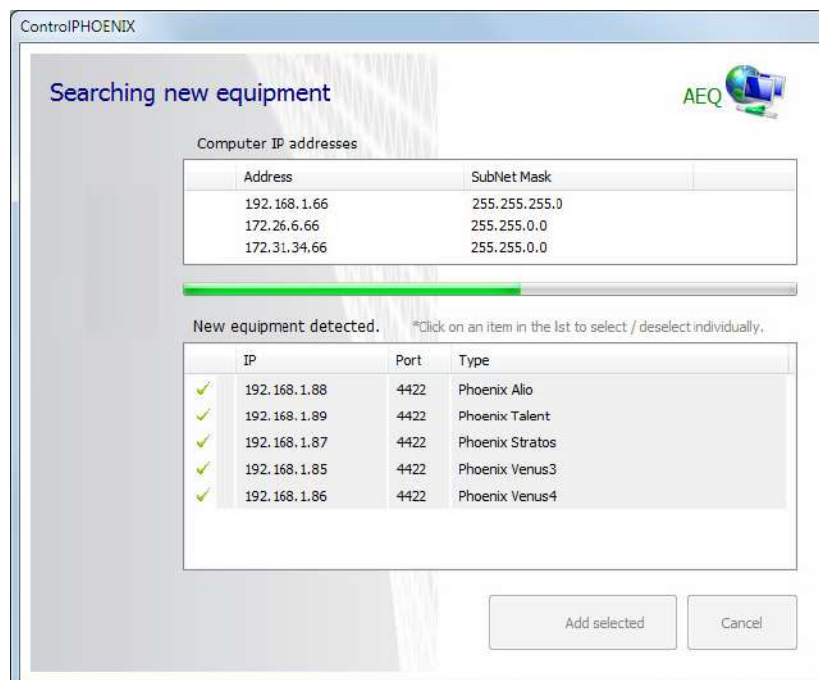 ControlPHOENIX
Searching new equipment
AEQ
Computer IP addresses
Address SubNet Mask
192.168.1.66 255.255.255.0
172.26.6.66 255.255.0.0
172.31.34.66 255.255.0.0
New equipment detected. *Click on an item in the list to select / deselect individually.
IP Port Type
192.168.1.88 4422 Phoenix Alio
192.168.1.89 4422 Phoenix Talent
192.168.1.87 4422 Phoenix Stratos
192.168.1.85 4422 Phoenix Venus3
192.168.1.86 4422 Phoenix Venus4
Add selected Cancel